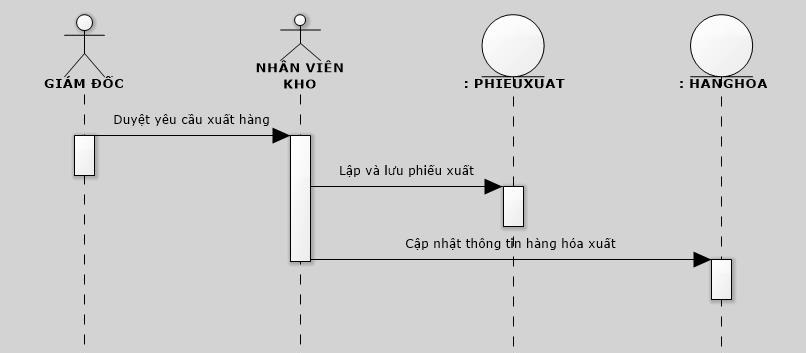 GIÁM ĐỐC
NHÂN VIÊN
KHO
: PHIEUXUAT
: HANGHOA
Duyệt yêu cầu xuất hàng
Lập và lưu phiếu xuất
Cập nhật thông tin hàng hóa xuất